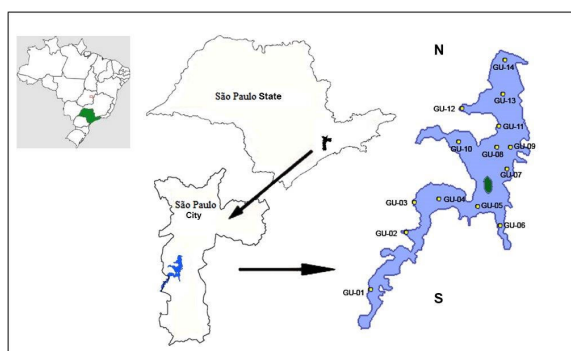 São Paulo State
São Paulo
City
N
GU-14
GU-13
GU-12
GU-11
GU-10
GU-08
GU-09
GU-07
GU-03
GU-04
GU-05
GU-06
GU-02
GU-01
S